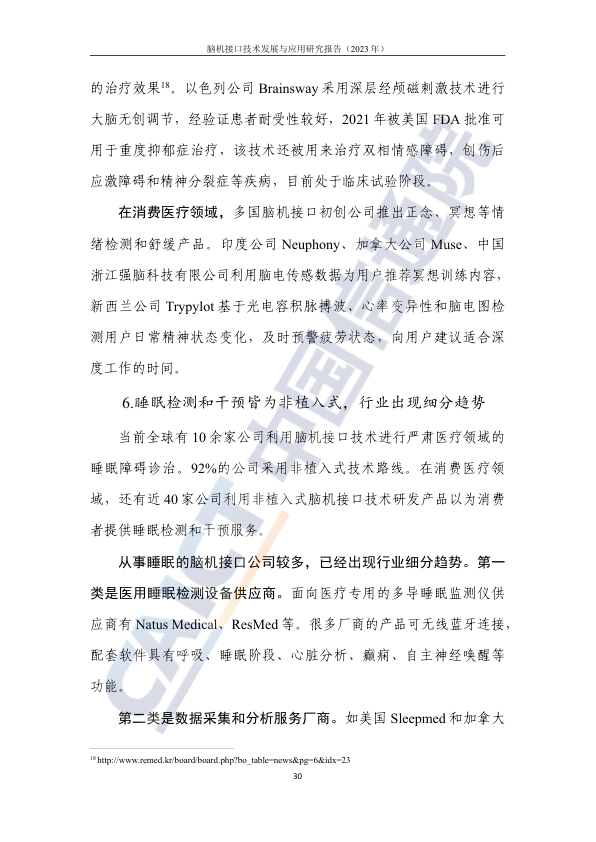 脑机接口技术发展与应用研究报告（2023 年）
的治疗效果18。以色列公司 Brainsway 采用深层经颅磁刺激技术进行
大脑无创调节，经验证患者耐受性较好，2021 年被美国 FDA 批准可
用于重度抑郁症治疗，该技术还被用来治疗双相情感障碍，创伤后
应激障碍和精神分裂症等疾病，目前处于临床试验阶段。
在消费医疗领域，多国脑机接口初创公司推出正念、冥想等情
绪检测和舒缓产品。印度公司 Neuphony、加拿大公司 Muse、中国
浙江强脑科技有限公司利用脑电传感数据为用户推荐冥想训练内容，
新西兰公司 Trypylot 基于光电容积脉搏波、心率变异性和脑电图检
测用户日常精神状态变化，及时预警疲劳状态，向用户建议适合深
度工作的时间。
6.睡眠检测和干预皆为非植入式，行业出现细分趋势
当前全球有 10 余家公司利用脑机接口技术进行严肃医疗领域的
睡眠障碍诊治。92%的公司采用非植入式技术路线。在消费医疗领
域，还有近 40 家公司利用非植入式脑机接口技术研发产品以为消费
者提供睡眠检测和干预服务。
从事睡眠的脑机接口公司较多，已经出现行业细分趋势。第一
类是医用睡眠检测设备供应商。面向医疗专用的多导睡眠监测仪供
应商有 Natus Medical、ResMed 等。很多厂商的产品可无线蓝牙连接，
配套软件具有呼吸、睡眠阶段、心脏分析、癫痫、自主神经唤醒等
功能。
第二类是数据采集和分析服务厂商。如美国 Sleepmed 和加拿大
18 http://www.remed.kr/board/board.php?bo_table=news&pg=6&idx=23
30
CAICT 中国信通院